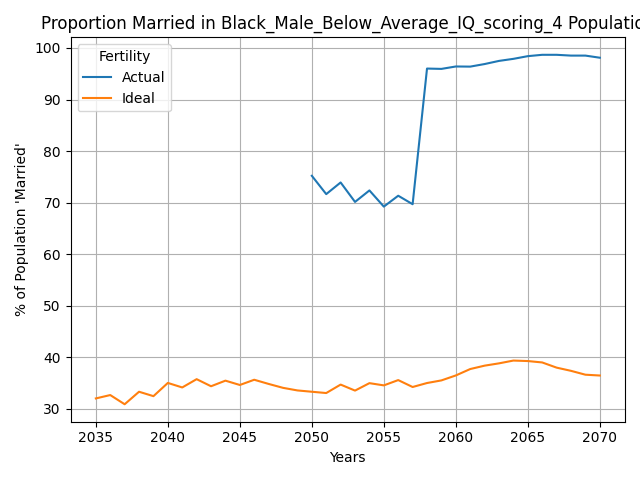 Proportion Married in Black_Male_Below_Average_IQ_scoring_4 Populatio
Fertility
Actual
Ideal
100
90
80
70
60
50
40
30
% of Population 'Married'
2035 2040 2045 2050 2055 2060 2065 2070
Years